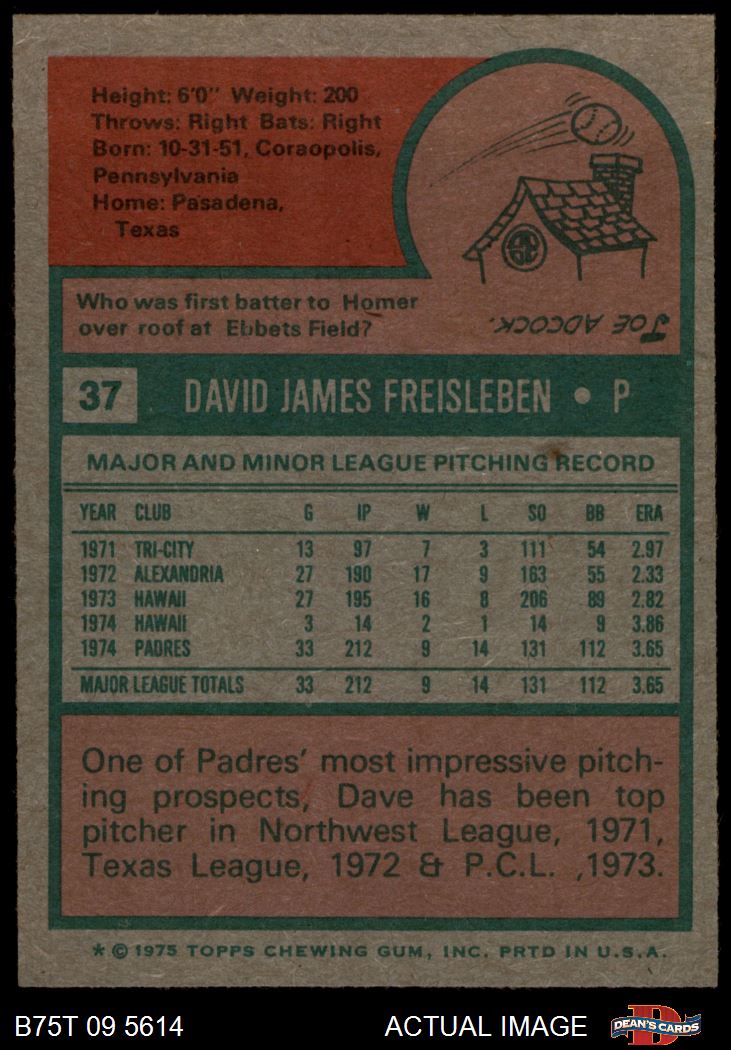 Height: 6'0" Weight: 200
Throws: Right Bats: Right
Born: 10-31-51, Coraopolis,
Pennsylvania
Home: Pasadena,
Texas
Who was first batter to Homer
over roof at Ebbets Field?
JOE ADCOCK.
37 DAVID JAMES FREISLEBEN • P
MAJOR AND MINOR LEAGUE PITCHING RECORD
YEAR CLUB G IP W L SO BB ERA
1971 TRI-CITY 13 97 7 3 111 54 2.97
1972 ALEXANDRIA 27 190 17 9 163 55 2.33
1973 HAWAII 27 195 16 8 206 89 2.82
1974 HAWAII 3 14 2 1 14 9 3.86
1974 PADRES 33 212 9 14 131 112 3.65
MAJOR LEAGUE TOTALS 33 212 9 14 131 112 3.65
One of Padres' most impressive pitch-
ing prospects, Dave has been top
pitcher in Northwest League, 1971,
Texas League, 1972 & P.C.L. ,1973.
* © 1975 TOPPS CHEWING GUM, INC. PRTD IN U.S.A.
B75T 09 5614 ACTUAL IMAGE DEAN'S CARDS